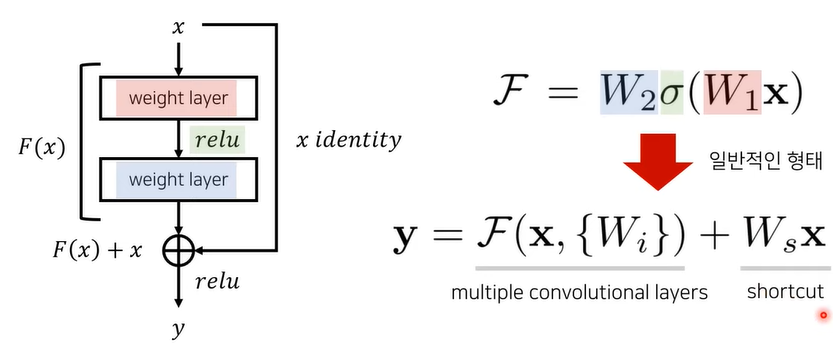 x
weight layer
relu
F(x)
x identity
weight layer
F(x) + x
relu
y
ℱ = W₂σ(W₁𝐱)
일반적인 형태
𝐲 = ℱ(𝐱, {Wᵢ}) + Wₛ𝐱
multiple convolutional layers
shortcut